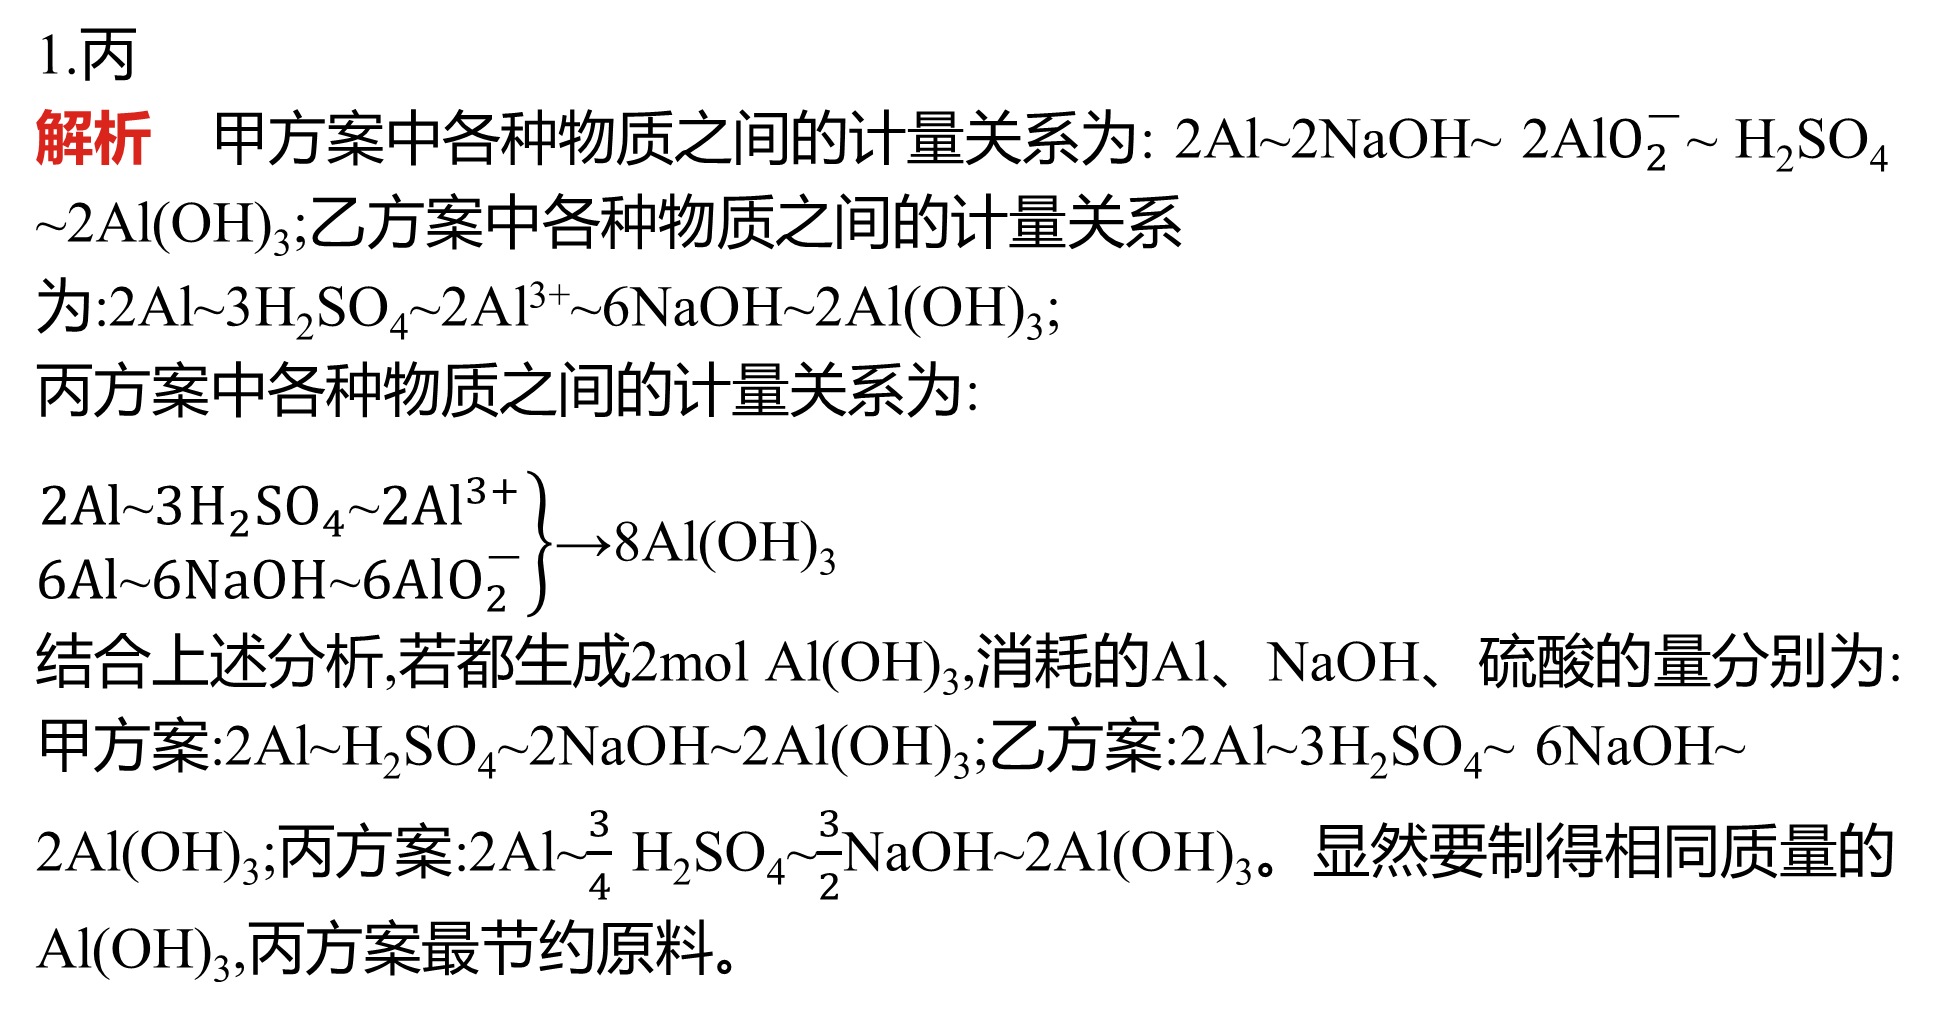 1.丙
解析 甲方案中各种物质之间的计量关系为: 2Al~2NaOH~ 2AlO₂⁻~ H₂SO₄
~2Al(OH)₃;乙方案中各种物质之间的计量关系
为:2Al~3H₂SO₄~2Al³⁺~6NaOH~2Al(OH)₃;
丙方案中各种物质之间的计量关系为:
2Al~3H₂SO₄~2Al³⁺
6Al~6NaOH~6AlO₂⁻ }→8Al(OH)₃
结合上述分析,若都生成2mol Al(OH)₃,消耗的Al、NaOH、硫酸的量分别为:
甲方案:2Al~H₂SO₄~2NaOH~2Al(OH)₃;乙方案:2Al~3H₂SO₄~ 6NaOH~
2Al(OH)₃;丙方案:2Al~3/4 H₂SO₄~3/2NaOH~2Al(OH)₃。显然要制得相同质量的
Al(OH)₃,丙方案最节约原料。